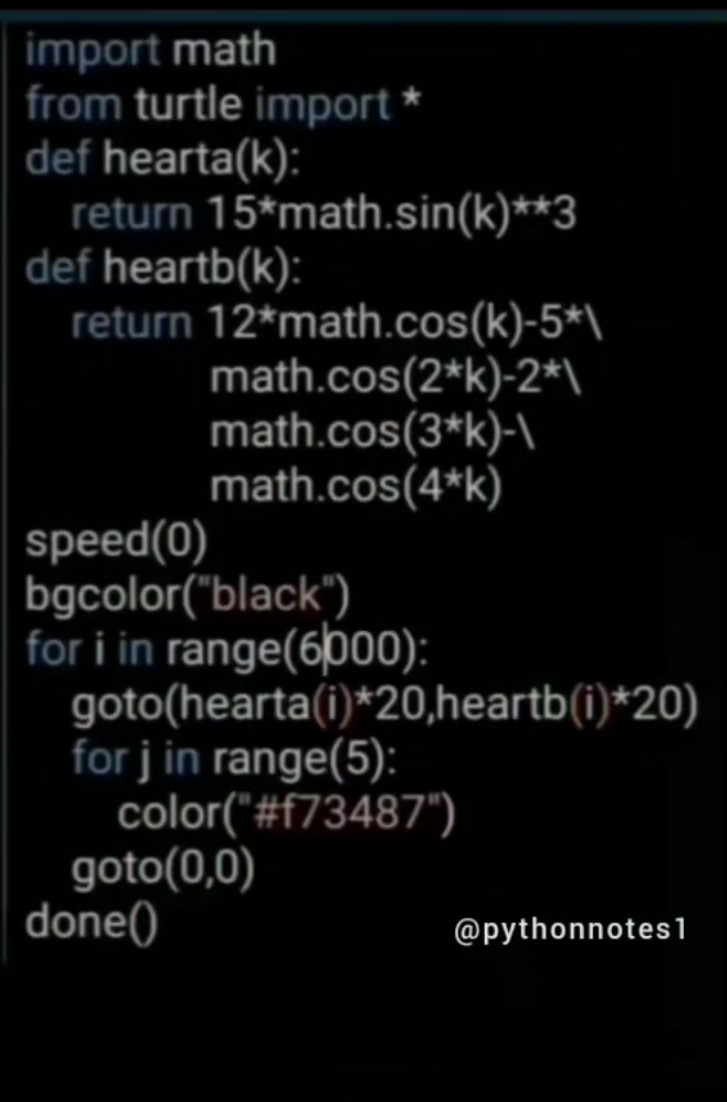 import math
from turtle import *
def hearta(k):
return 15*math.sin(k)**3
def heartb(k):
return 12*math.cos(k)-5*\
math.cos(2*k)-2*\
math.cos(3*k)-\
math.cos(4*k)
speed(0)
bgcolor("black")
for i in range(6000):
goto(hearta(i)*20,heartb(i)*20)
for j in range(5):
color("#f73487")
goto(0,0)
done()
@pythonnotes1